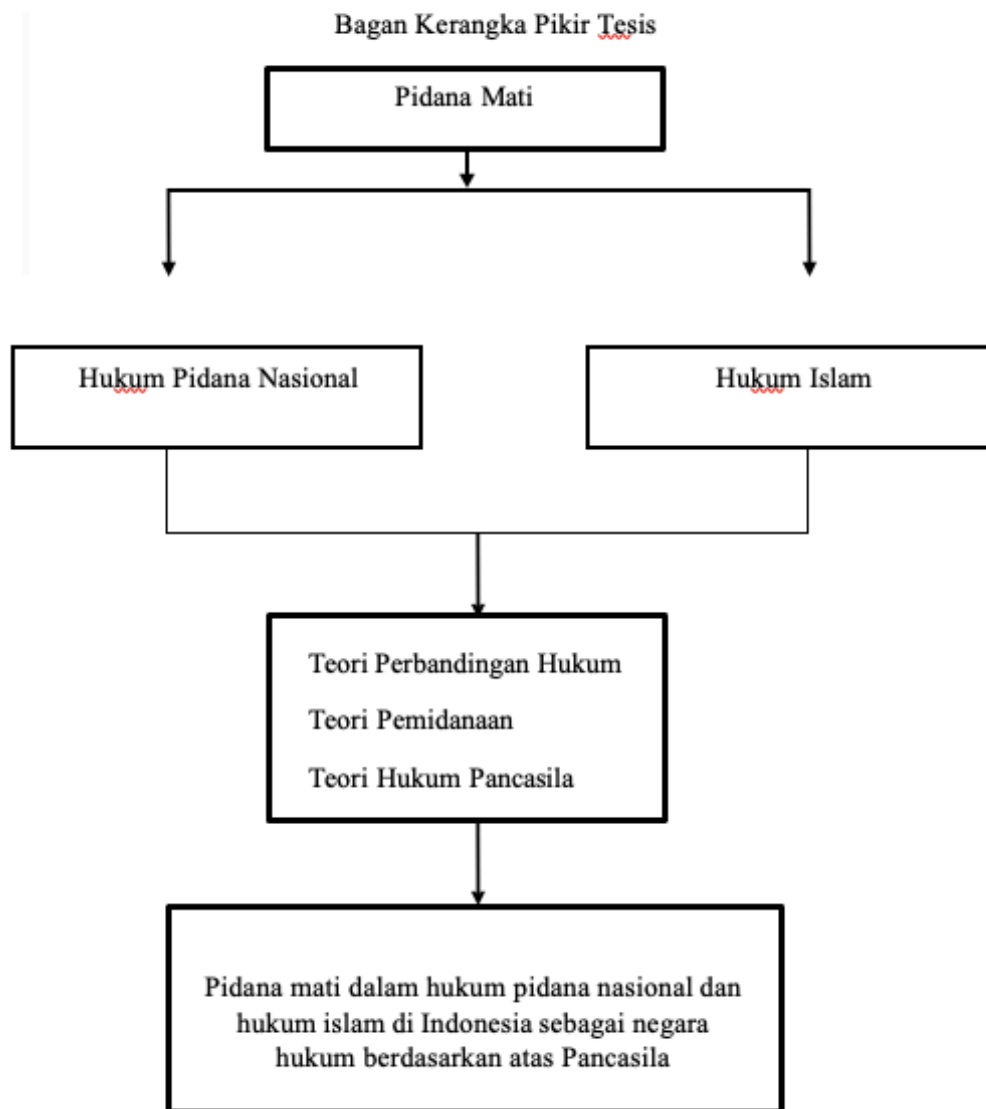 Bagan Kerangka Pikir Tesis
Pidana Mati
Hukum Pidana Nasional
Hukum Islam
Teori Perbandingan Hukum
Teori Pemidanaan
Teori Hukum Pancasila
Pidana mati dalam hukum pidana nasional dan
hukum islam di Indonesia sebagai negara
hukum berdasarkan atas Pancasila